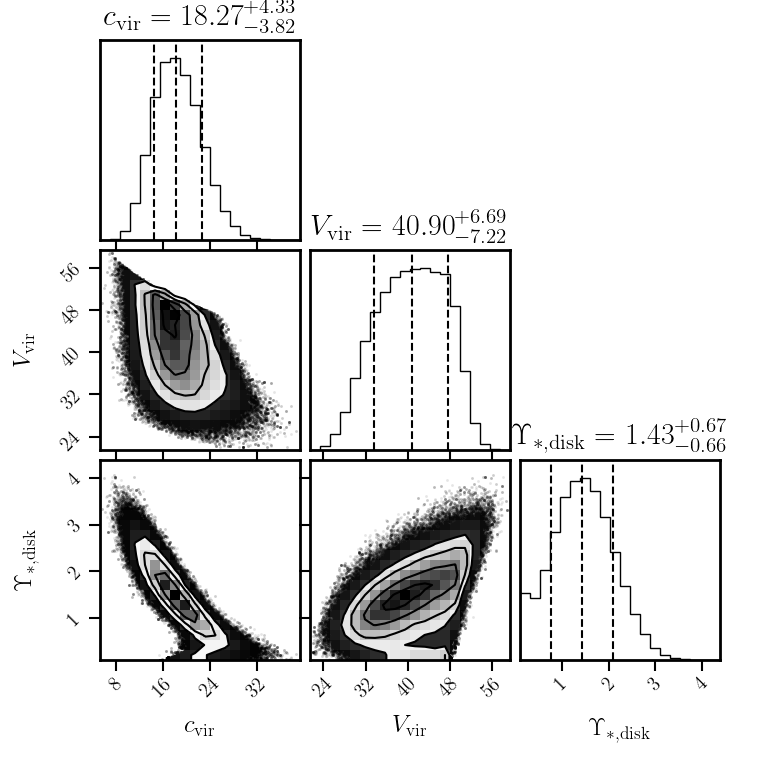 c_vir = 18.27^{+4.33}_{−3.82}
V_vir = 40.90^{+6.69}_{−7.22}
56
48
40
32
24
V_vir
Υ_{*,disk} = 1.43^{+0.67}_{−0.66}
4
3
2
1
Υ_{*,disk}
8 16 24 32
24 32 40 48 56
1 2 3 4
c_vir
V_vir
Υ_{*,disk}